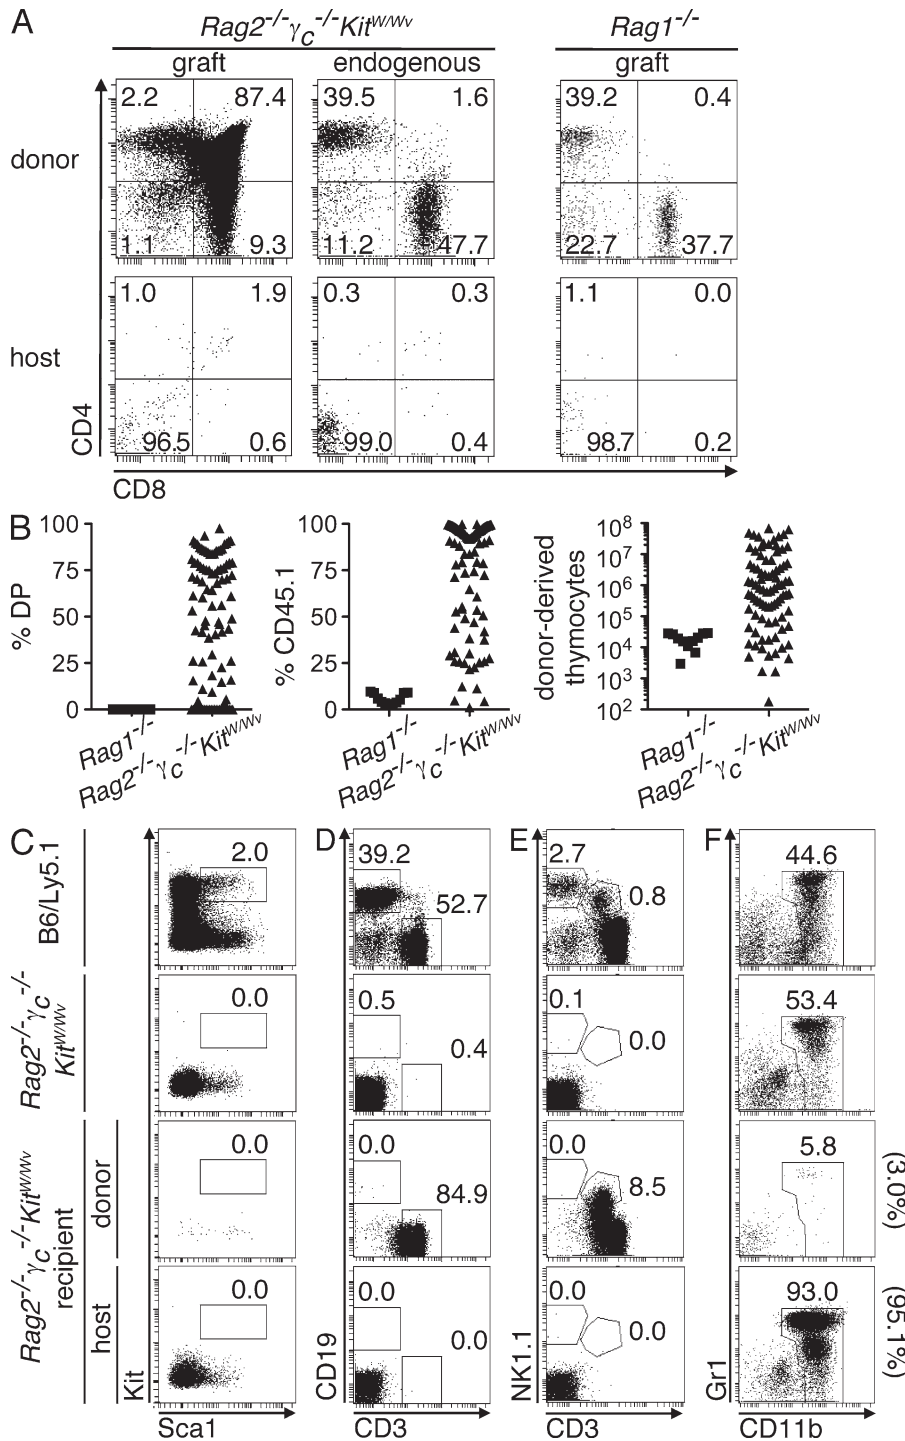 A
Rag2-/-γc-/-KitW/Wv
Rag1-/-
graft
endogenous
graft
donor
2.2 87.4
1.1 9.3
39.5 1.6
11.2 47.7
39.2 0.4
22.7 37.7
host
1.0 1.9
96.5 0.6
0.3 0.3
99.0 0.4
1.1 0.0
98.7 0.2
CD4
CD8
B
% DP
100
75
50
25
0
Rag1-/-
Rag2-/-γc-/-KitW/Wv
% CD45.1
100
75
50
25
0
Rag1-/-
Rag2-/-γc-/-KitW/Wv
donor-derived
thymocytes
10^8
10^7
10^6
10^5
10^4
10^3
10^2
Rag1-/-
Rag2-/-γc-/-KitW/Wv
C D E F
B6/Ly5.1
2.0
39.2
52.7
2.7
0.8
44.6
Rag2-/-γc-/-
KitW/Wv
0.0
0.5
0.4
0.1
0.0
53.4
Rag2-/-γc-/-KitW/Wv
recipient
donor
0.0
0.0
84.9
0.0
8.5
5.8
(3.0%)
host
0.0
0.0
0.0
0.0
0.0
93.0
(95.1%)
Kit
Sca1
CD19
CD3
NK1.1
CD3
Gr1
CD11b